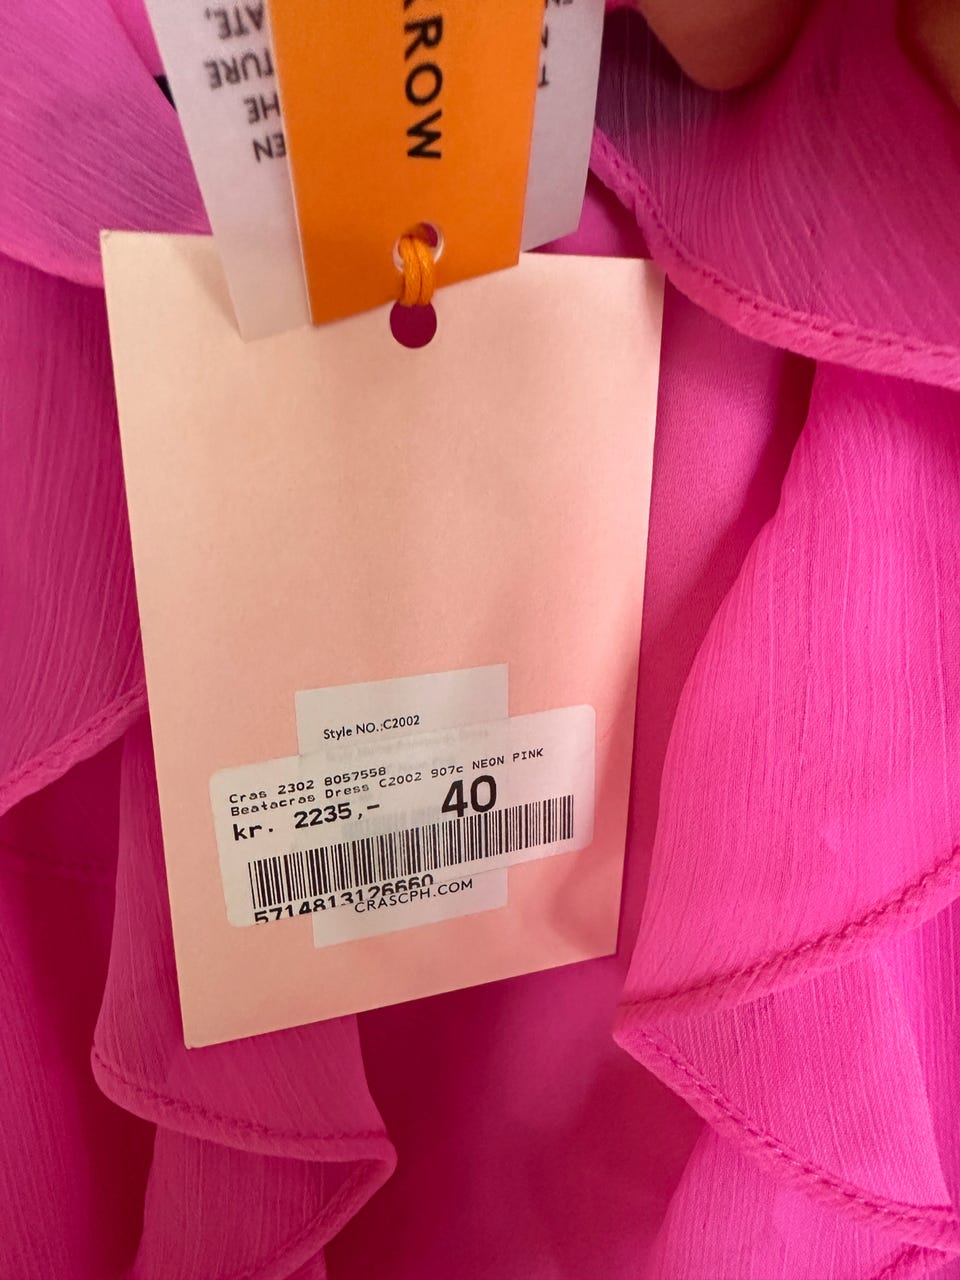 ROW
ATE,
TURE
HE
EN
Style NO.:C2002
Cras 2302 8057558
Beatacras Dress C2002 907c NEON PINK
kr. 2235,- 40
5714813126660
CRASCPH.COM